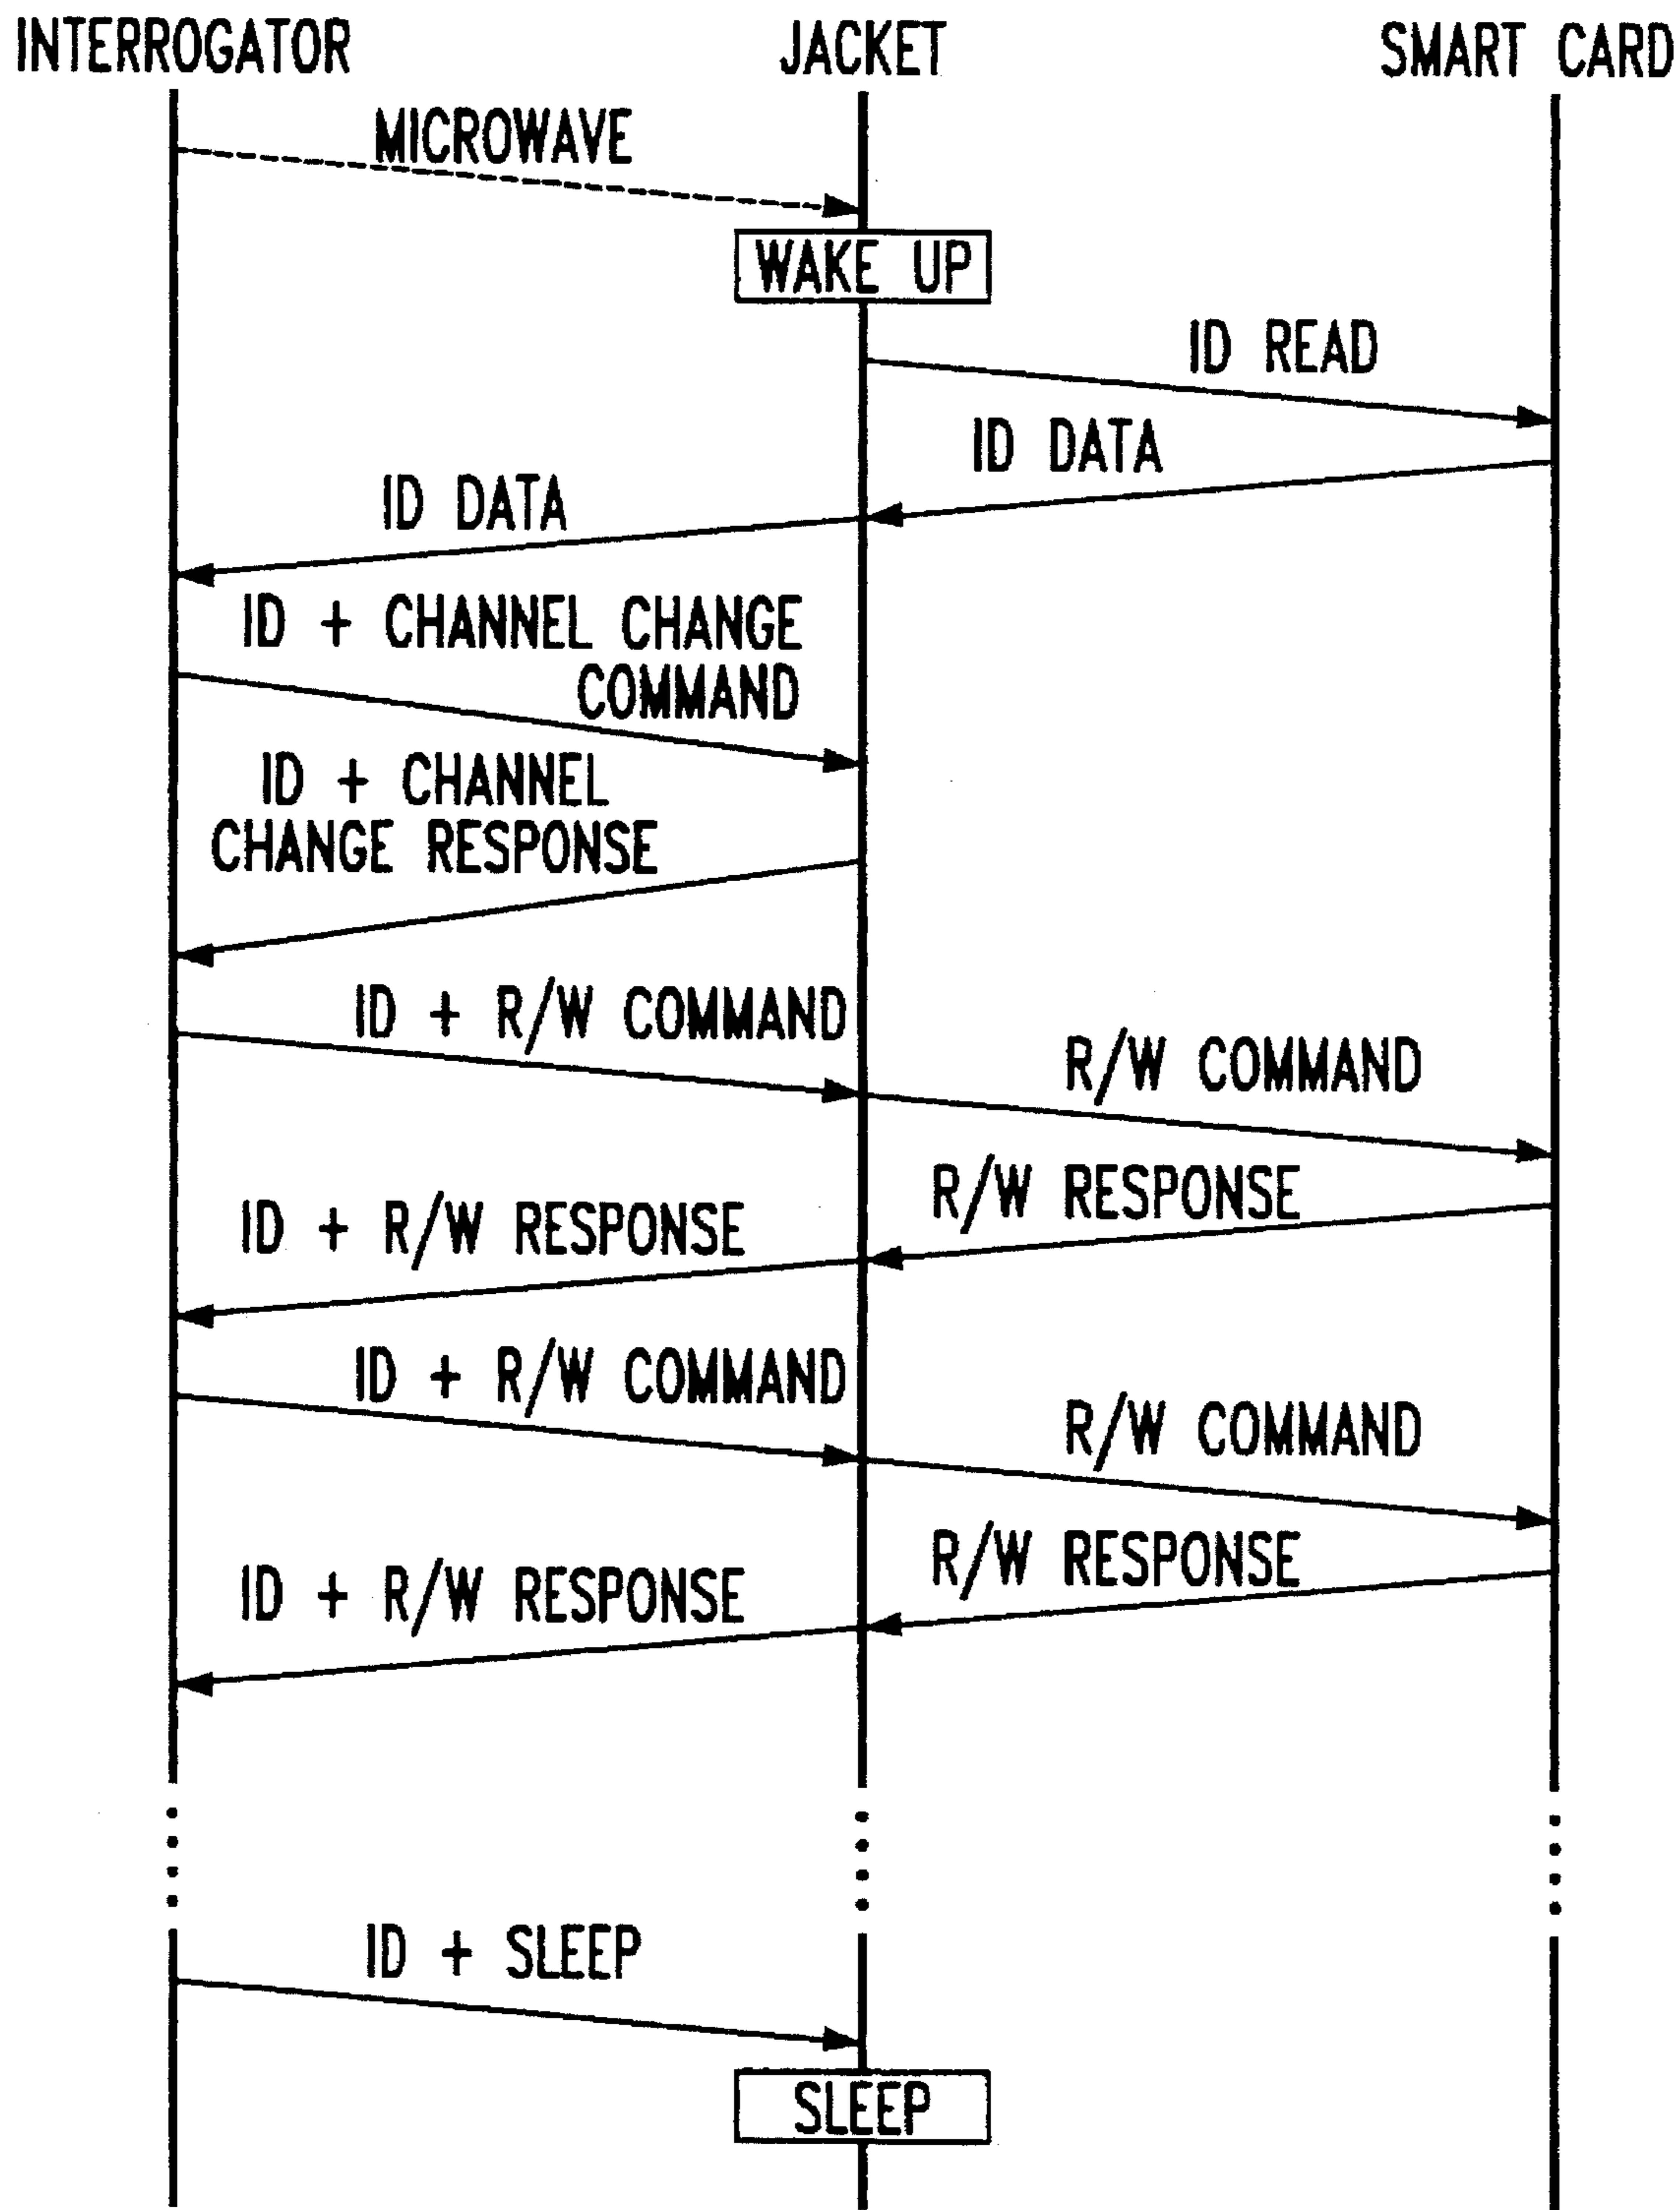 INTERROGATOR
JACKET
SMART CARD
MICROWAVE
WAKE UP
ID READ
ID DATA
ID DATA
ID + CHANNEL CHANGE
COMMAND
ID + CHANNEL
CHANGE RESPONSE
ID + R/W COMMAND
R/W COMMAND
R/W RESPONSE
ID + R/W RESPONSE
ID + R/W COMMAND
R/W COMMAND
R/W RESPONSE
ID + R/W RESPONSE
ID + SLEEP
SLEEP